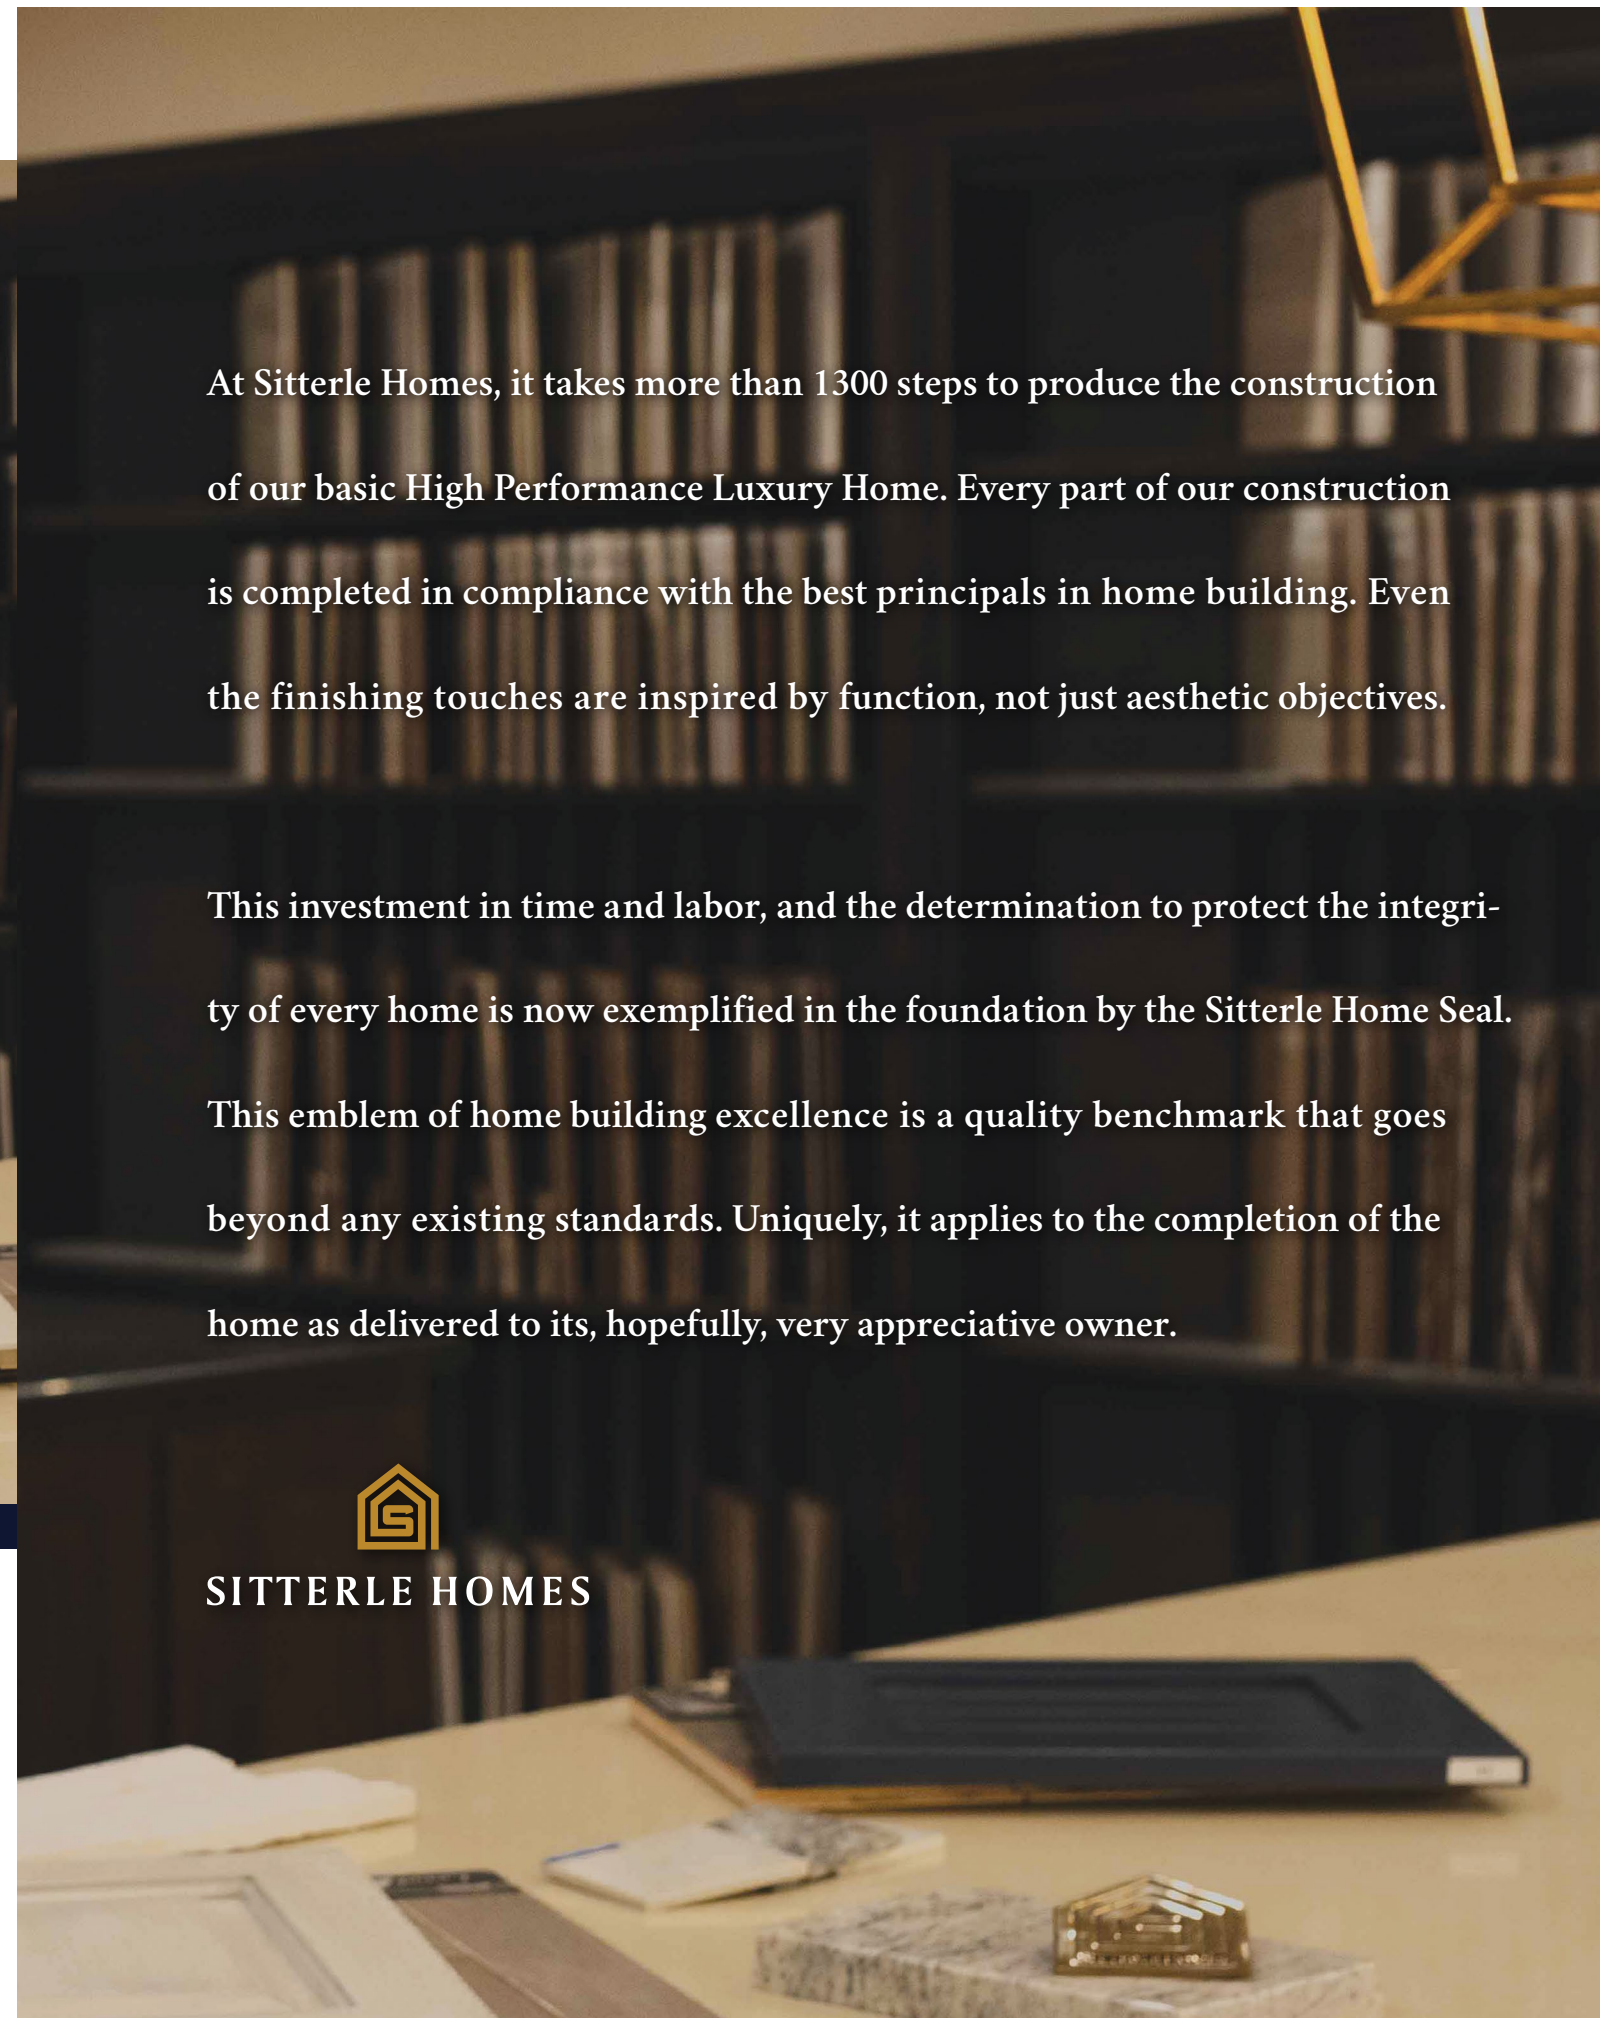 At Sitterle Homes, it takes more than 1300 steps to produce the construction
of our basic High Performance Luxury Home. Every part of our construction
is completed in compliance with the best principals in home building. Even
the finishing touches are inspired by function, not just aesthetic objectives.
This investment in time and labor, and the determination to protect the integri-
ty of every home is now exemplified in the foundation by the Sitterle Home Seal.
This emblem of home building excellence is a quality benchmark that goes
beyond any existing standards. Uniquely, it applies to the completion of the
home as delivered to its, hopefully, very appreciative owner.
SITTERLE HOMES